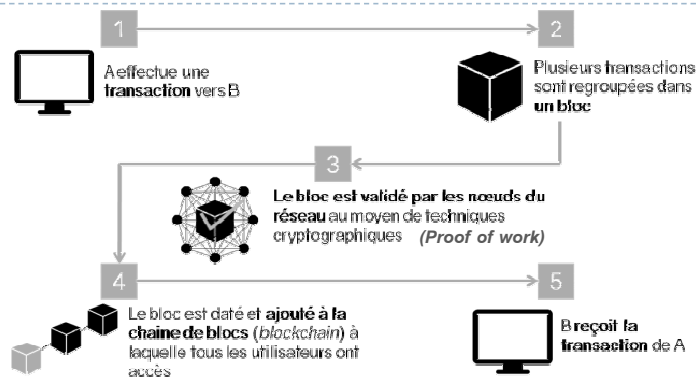 1
A effectue une
transaction vers B
2
Plusieurs transactions
sont regroupées dans
un bloc
3
Le bloc est validé par les nœuds du
réseau au moyen de techniques
cryptographiques (Proof of work)
4
Le bloc est daté et ajouté à la
chaine de blocs (blockchain) à
laquelle tous les utilisateurs ont
accès
5
B reçoit la
transaction de A